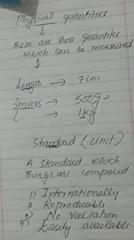 Physical quantities
these are those quantities
which can be measured
Length → 7cm
mass → 500g
→ 1kg
Standard (Unit)
A standard which
things are compared
1) Internationally
2) Reproducible
3) No Variation
4) Easily available